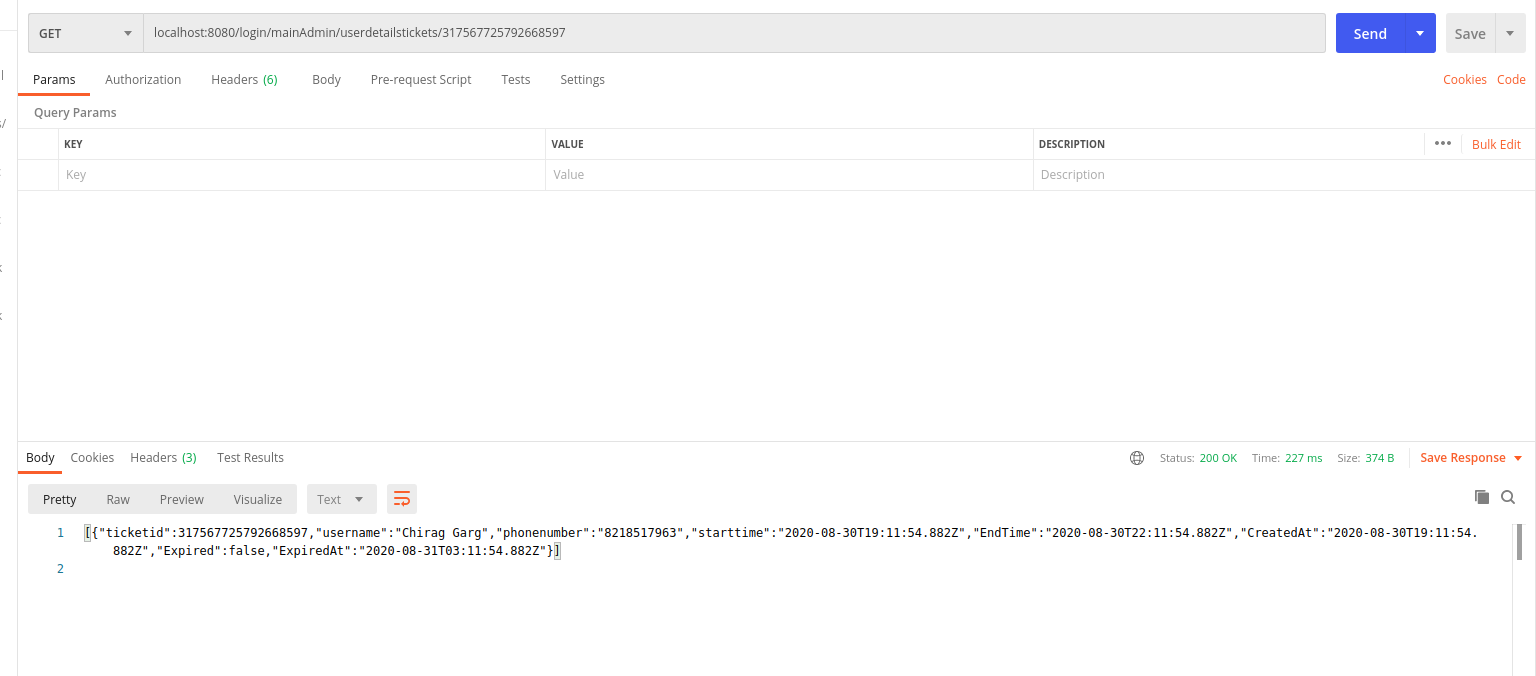 GET localhost:8080/login/mainAdmin/userdetailstickets/317567725792668597 Send Save
Params Authorization Headers (6) Body Pre-request Script Tests Settings Cookies Code
Query Params
KEY VALUE DESCRIPTION ••• Bulk Edit
Key Value Description
Body Cookies Headers (3) Test Results Status: 200 OK Time: 227 ms Size: 374 B Save Response
Pretty Raw Preview Visualize Text
1 [{"ticketid":317567725792668597,"username":"Chirag Garg","phonenumber":"8218517963","starttime":"2020-08-30T19:11:54.882Z","EndTime":"2020-08-30T22:11:54.882Z","CreatedAt":"2020-08-30T19:11:54.
882Z","Expired":false,"ExpiredAt":"2020-08-31T03:11:54.882Z"}]
2